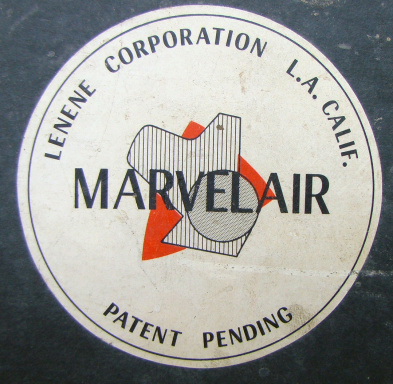 LENENE CORPORATION L.A. CALIF.
MARVELAIR
PATENT PENDING